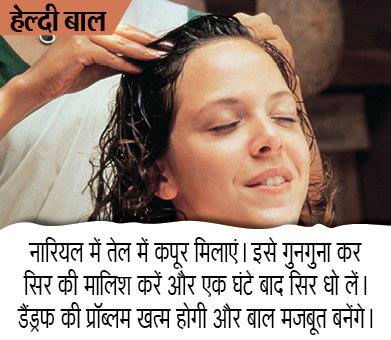 हेल्दी बाल
नारियल में तेल में कपूर मिलाएं। इसे गुनगुना कर
सिर की मालिश करें और एक घंटे बाद सिर धो लें।
डैंड्रफ की प्रॉब्लम खत्म होगी और बाल मजबूत बनेंगे।